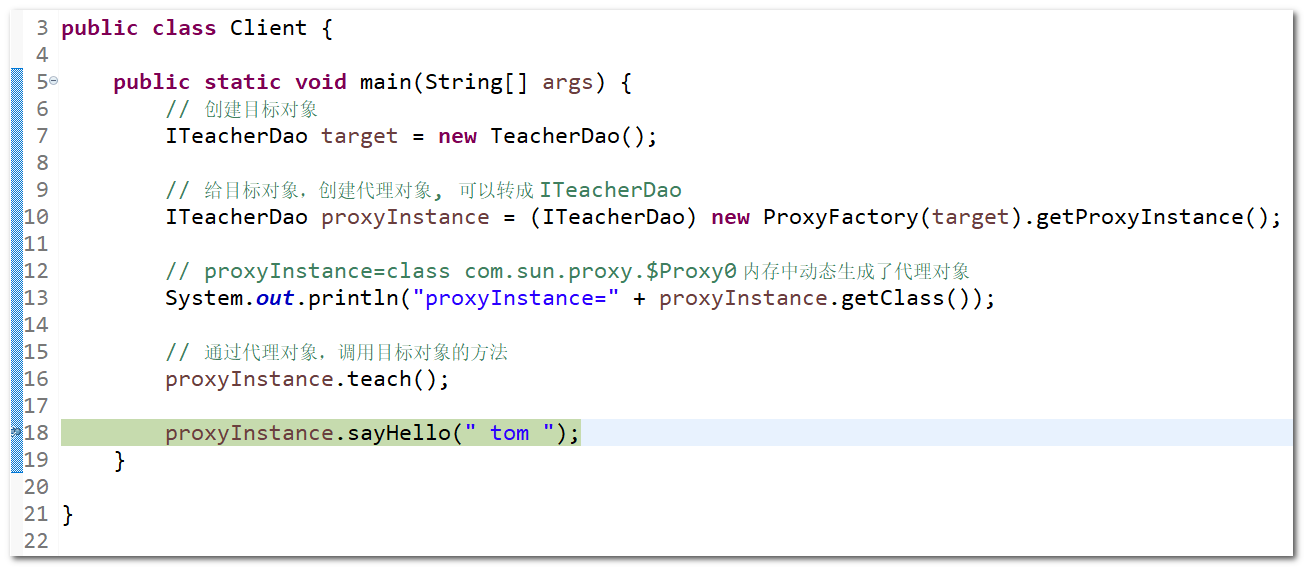 3 public class Client {
4
5 public static void main(String[] args) {
6 // 创建目标对象
7 ITeacherDao target = new TeacherDao();
8
9 // 给目标对象，创建代理对象, 可以转成 ITeacherDao
10 ITeacherDao proxyInstance = (ITeacherDao) new ProxyFactory(target).getProxyInstance();
11
12 // proxyInstance=class com.sun.proxy.$Proxy0 内存中动态生成了代理对象
13 System.out.println("proxyInstance=" + proxyInstance.getClass());
14
15 // 通过代理对象，调用目标对象的方法
16 proxyInstance.teach();
17
18 proxyInstance.sayHello(" tom ");
19 }
20
21 }
22